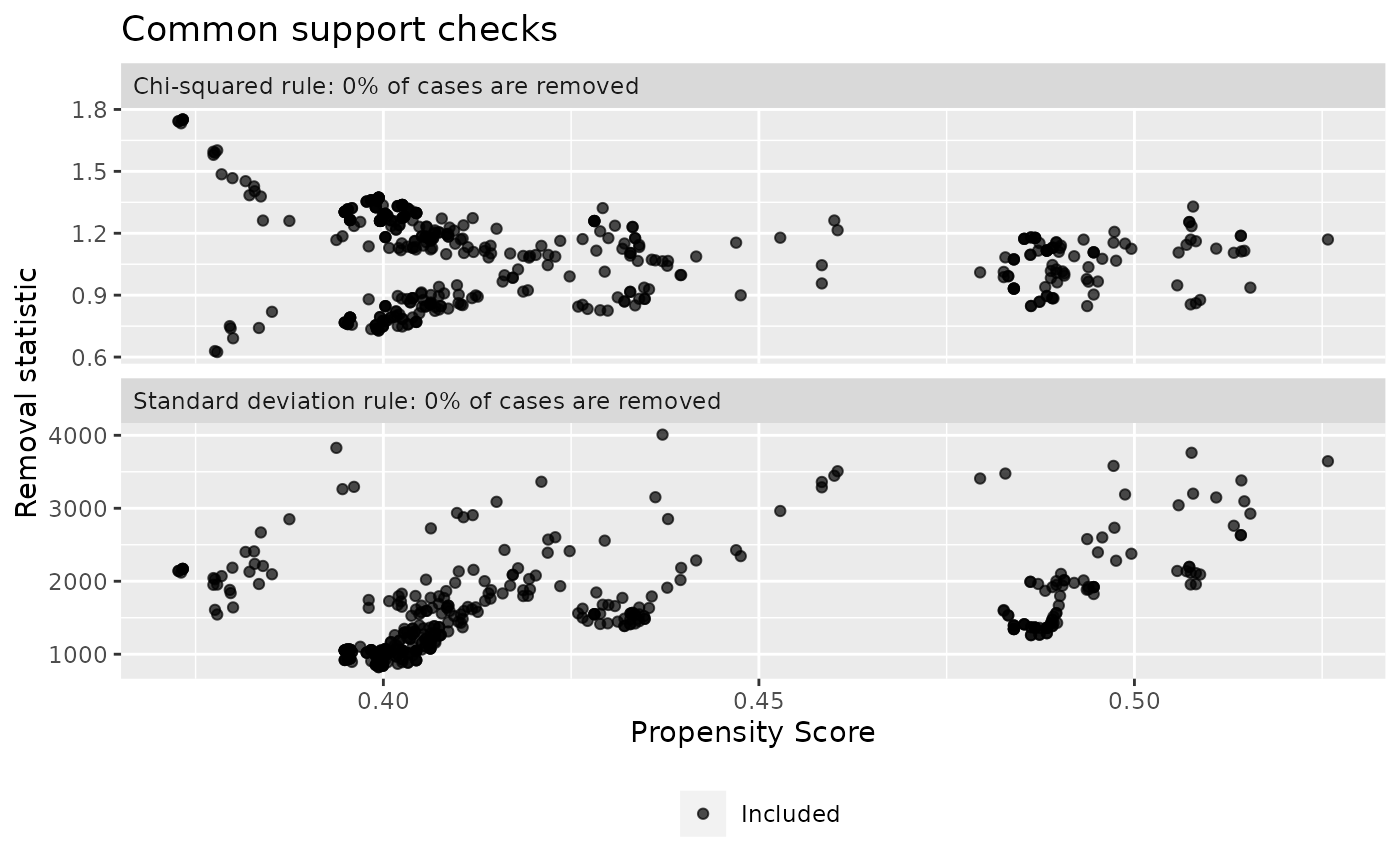 Common support checks
Chi-squared rule: 0% of cases are removed
1.8
1.5
1.2
0.9
0.6
Removal statistic
Standard deviation rule: 0% of cases are removed
4000
3000
2000
1000
0.40 0.45 0.50
Propensity Score
Included